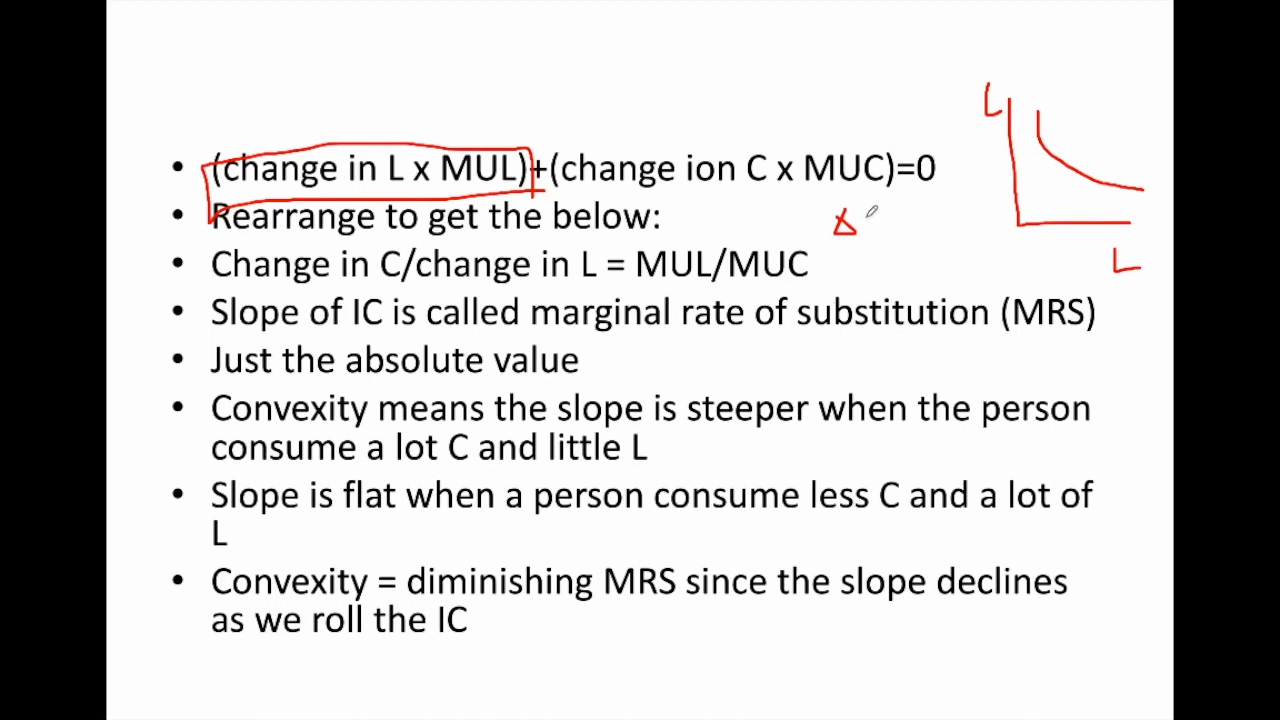 • (change in L x MUL)+(change ion C x MUC)=0
• Rearrange to get the below:
• Change in C/change in L = MUL/MUC
• Slope of IC is called marginal rate of substitution (MRS)
• Just the absolute value
• Convexity means the slope is steeper when the person
consume a lot C and little L
• Slope is flat when a person consume less C and a lot of
L
• Convexity = diminishing MRS since the slope declines
as we roll the IC
Δ
L